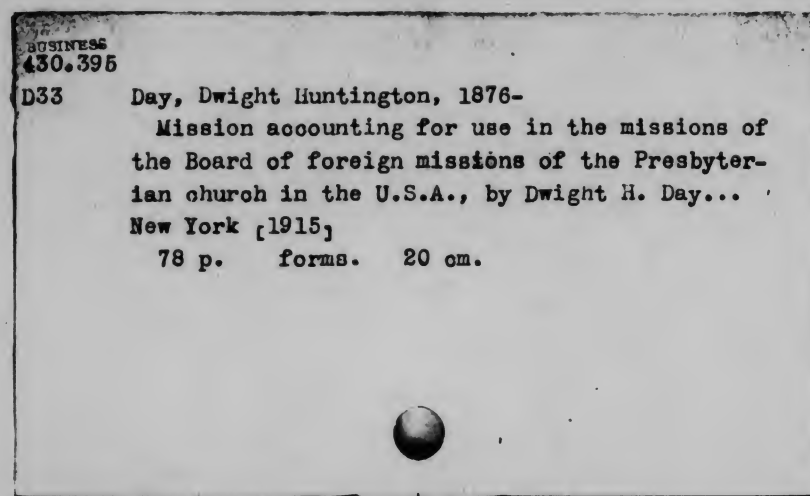 BUSINESS
430.395
D33 Day, Dwight Huntington, 1876-
Mission accounting for use in the missions of
the Board of foreign missions of the Presbyter-
ian church in the U.S.A., by Dwight H. Day...
New York [1915]
78 p. forms. 20 cm.